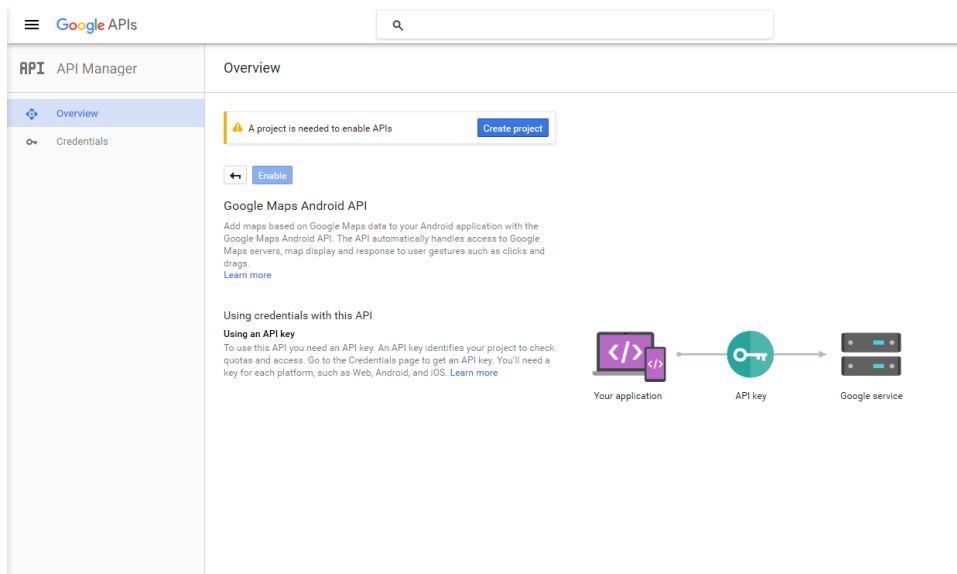 Google APIs
API API Manager
Overview
Overview
Credentials
A project is needed to enable APIs
Create project
Enable
Google Maps Android API
Add maps based on Google Maps data to your Android application with the
Google Maps Android API. The API automatically handles access to Google
Maps servers, map display and response to user gestures such as clicks and
drags.
Learn more
Using credentials with this API
Using an API key
To use this API you need an API key. An API key identifies your project to check
quotas and access. Go to the Credentials page to get an API key. You'll need a
key for each platform, such as Web, Android, and iOS. Learn more
</>
</>
Your application
API key
Google service